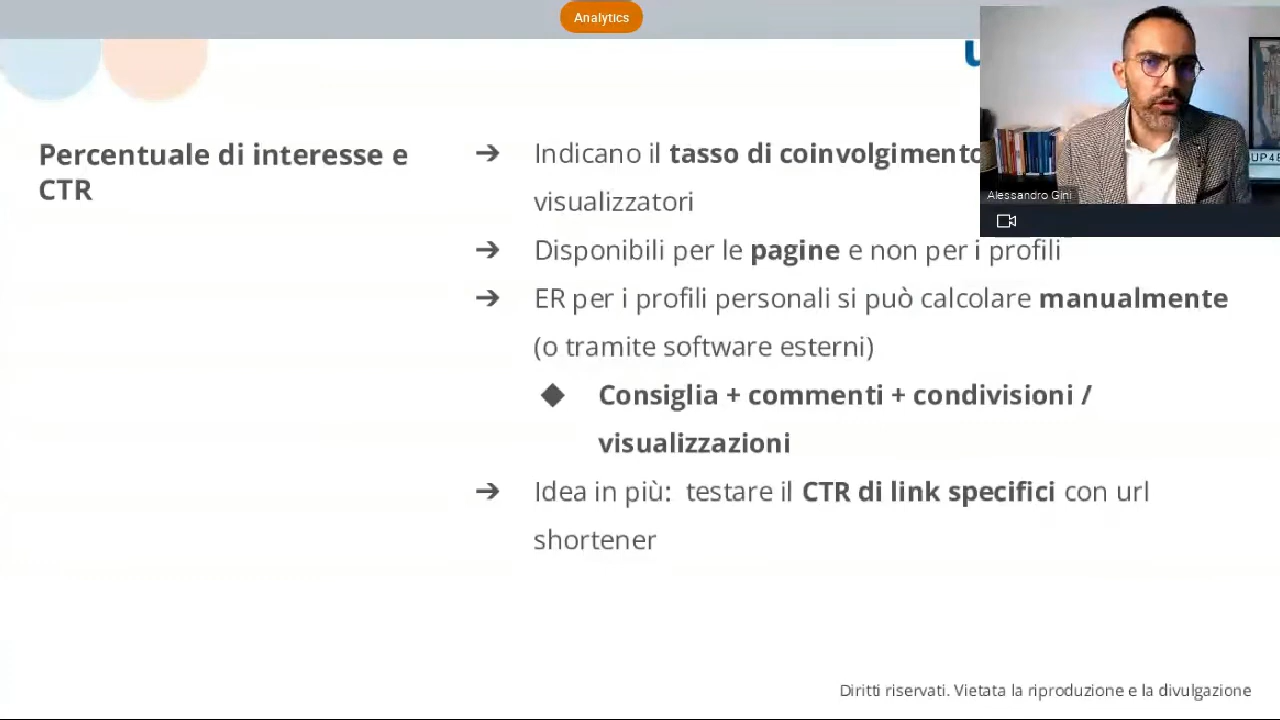 Analytics
Percentuale di interesse e
CTR
➔ Indicano il tasso di coinvolgimento
visualizzatori
➔ Disponibili per le pagine e non per i profili
➔ ER per i profili personali si può calcolare manualmente
(o tramite software esterni)
◆ Consiglia + commenti + condivisioni /
visualizzazioni
➔ Idea in più: testare il CTR di link specifici con url
shortener
UP4B
Alessandro Gini
Diritti riservati. Vietata la riproduzione e la divulgazione